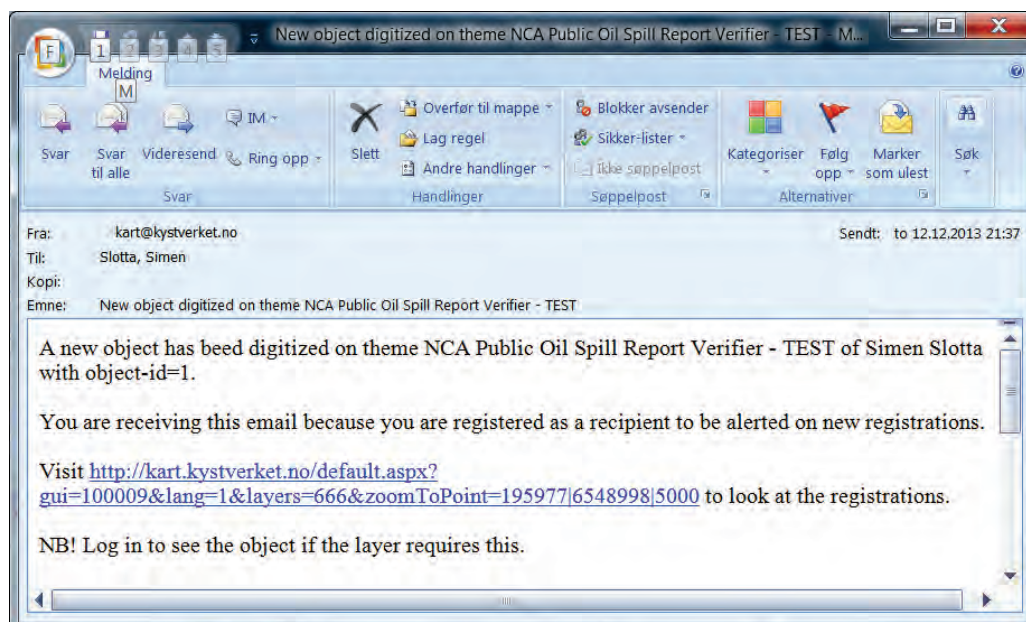 New object digitized on theme NCA Public Oil Spill Report Verifier - TEST - M...
F 1 2 3 4 5
Melding
M
Svar
Svar til alle
Videresend
IM
Ring opp
Svar
Slett
Overfør til mappe
Lag regel
Andre handlinger
Handlinger
Blokker avsender
Sikker-lister
Ikke søppelpost
Søppelpost
Kategoriser
Følg opp
Marker som ulest
Alternativer
Søk
Fra: kart@kystverket.no Sendt: to 12.12.2013 21:37
Til: Slotta, Simen
Kopi:
Emne: New object digitized on theme NCA Public Oil Spill Report Verifier - TEST
A new object has beed digitized on theme NCA Public Oil Spill Report Verifier - TEST of Simen Slotta
with object-id=1.
You are receiving this email because you are registered as a recipient to be alerted on new registrations.
Visit http://kart.kystverket.no/default.aspx?
gui=100009&lang=1&layers=666&zoomToPoint=195977|6548998|5000 to look at the registrations.
NB! Log in to see the object if the layer requires this.